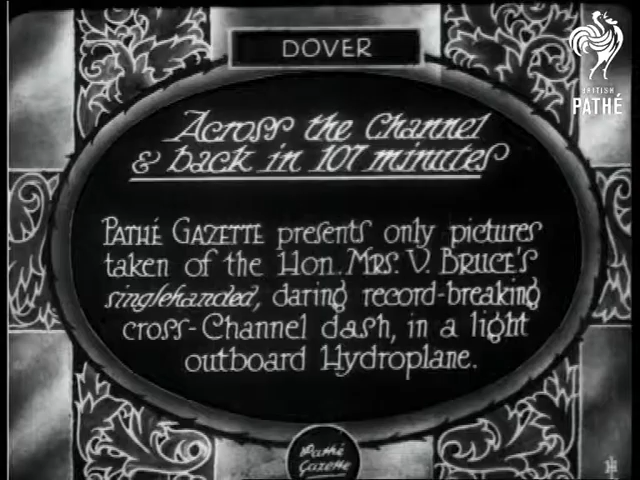 DOVER
BRITISH
PATHÉ
Across the Channel
& back in 107 minutes
PATHÉ GAZETTE presents only pictures
taken of the Hon. MRS. V. BRUCE'S
singlehanded, daring record-breaking
cross-Channel dash, in a light
outboard Hydroplane.
Pathé
Gazette